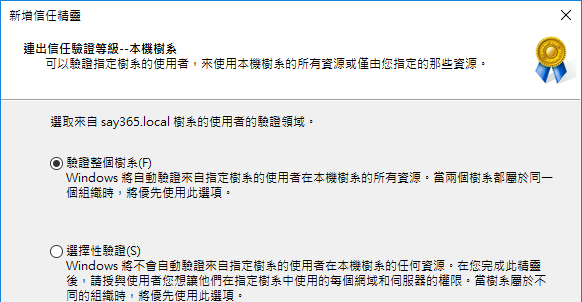 新增信任精靈
連出信任驗證等級--本機樹系
可以驗證指定樹系的使用者，來使用本機樹系的所有資源或僅由您指定的那些資源。
選取來自 say365.local 樹系的使用者的驗證領域。
驗證整個樹系(F)
Windows 將自動驗證來自指定樹系的使用者在本機樹系的所有資源。當兩個樹系都屬於同一
個組織時，將優先使用此選項。
選擇性驗證(S)
Windows 將不會自動驗證來自指定樹系的使用者在本機樹系的任何資源。在您完成此精靈
後，請授與使用者您想讓他們在指定樹系中使用的每個網域和伺服器的權限。當樹系屬於不
同的組織時，將優先使用此選項。